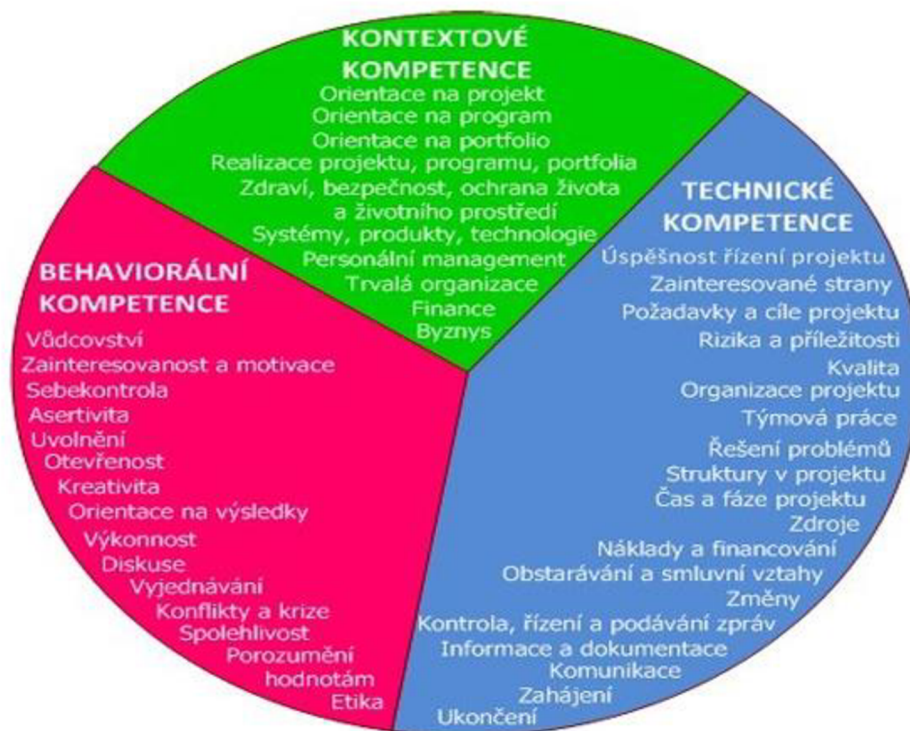 KONTEXTOVÉ
KOMPETENCE
Orientace na projekt
Orientace na program
Orientace na portfolio
Realizace projektu, programu, portfolia
Zdraví, bezpečnost, ochrana života
a životního prostředí
Systémy, produkty, technologie
Personální management
Trvalá organizace
Finance
Byznys
TECHNICKÉ
KOMPETENCE
Úspěšnost řízení projektu
Zainteresované strany
Požadavky a cíle projektu
Rizika a příležitosti
Kvalita
Organizace projektu
Týmová práce
Řešení problémů
Struktury v projektu
Čas a fáze projektu
Zdroje
Náklady a financování
Obstarávání a smluvní vztahy
Změny
Kontrola, řízení a podávání zpráv
Informace a dokumentace
Komunikace
Zahájení
Ukončení
BEHAVIORÁLNÍ
KOMPETENCE
Vůdcovství
Zainteresovanost a motivace
Sebekontrola
Asertivita
Uvolnění
Otevřenost
Kreativita
Orientace na výsledky
Výkonnost
Diskuse
Vyjednávání
Konflikty a krize
Spolehlivost
Porozumění
hodnotám
Etika